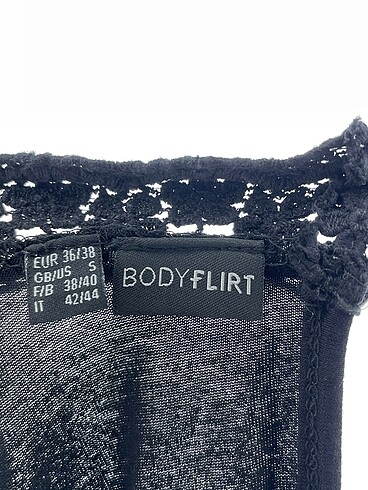 EUR 36/38
GB/US S
F/B 38/40
IT 42/44
BODYFLIRT